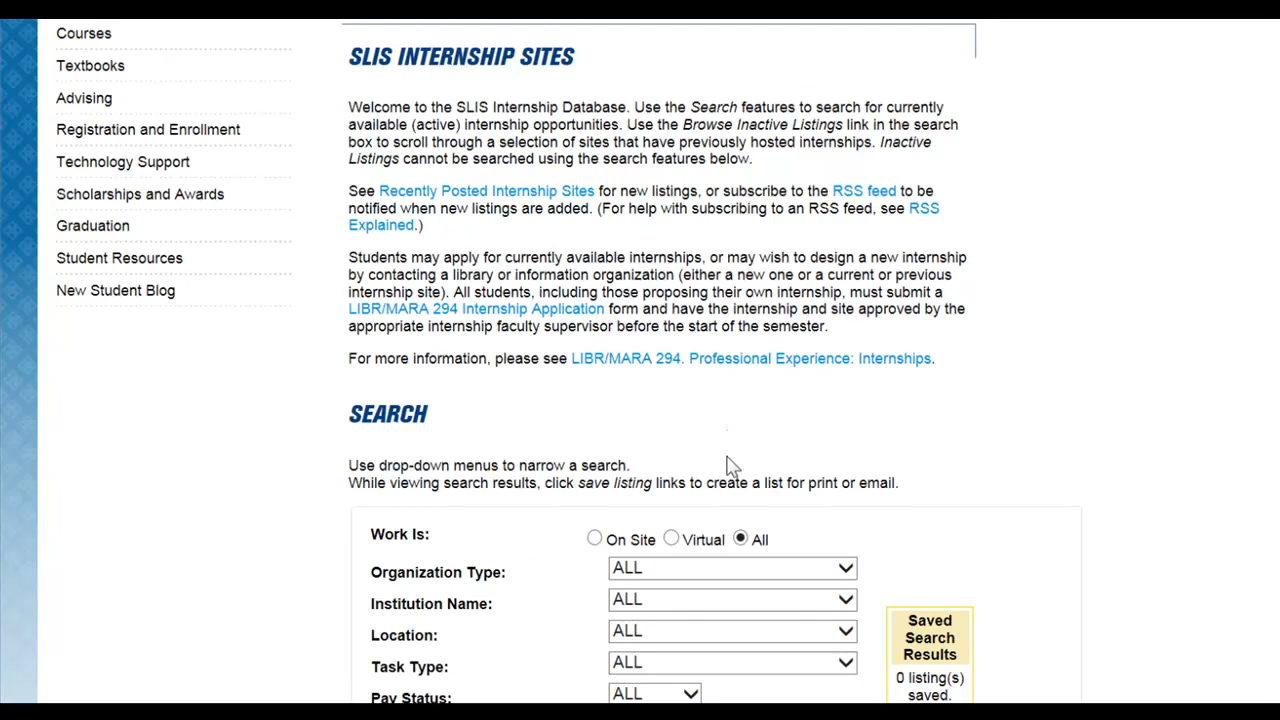 Courses
Textbooks
Advising
Registration and Enrollment
Technology Support
Scholarships and Awards
Graduation
Student Resources
New Student Blog
SLIS INTERNSHIP SITES
Welcome to the SLIS Internship Database. Use the Search features to search for currently
available (active) internship opportunities. Use the Browse Inactive Listings link in the search
box to scroll through a selection of sites that have previously hosted internships. Inactive
Listings cannot be searched using the search features below.
See Recently Posted Internship Sites for new listings, or subscribe to the RSS feed to be
notified when new listings are added. (For help with subscribing to an RSS feed, see RSS
Explained.)
Students may apply for currently available internships, or may wish to design a new internship
by contacting a library or information organization (either a new one or a current or previous
internship site). All students, including those proposing their own internship, must submit a
LIBR/MARA 294 Internship Application form and have the internship and site approved by the
appropriate internship faculty supervisor before the start of the semester.
For more information, please see LIBR/MARA 294. Professional Experience: Internships.
SEARCH
Use drop-down menus to narrow a search.
While viewing search results, click save listing links to create a list for print or email.
Work Is: On Site Virtual All
Organization Type: ALL
Institution Name: ALL
Location: ALL
Task Type: ALL
Pay Status: ALL
Saved
Search
Results
0 listing(s)
saved.